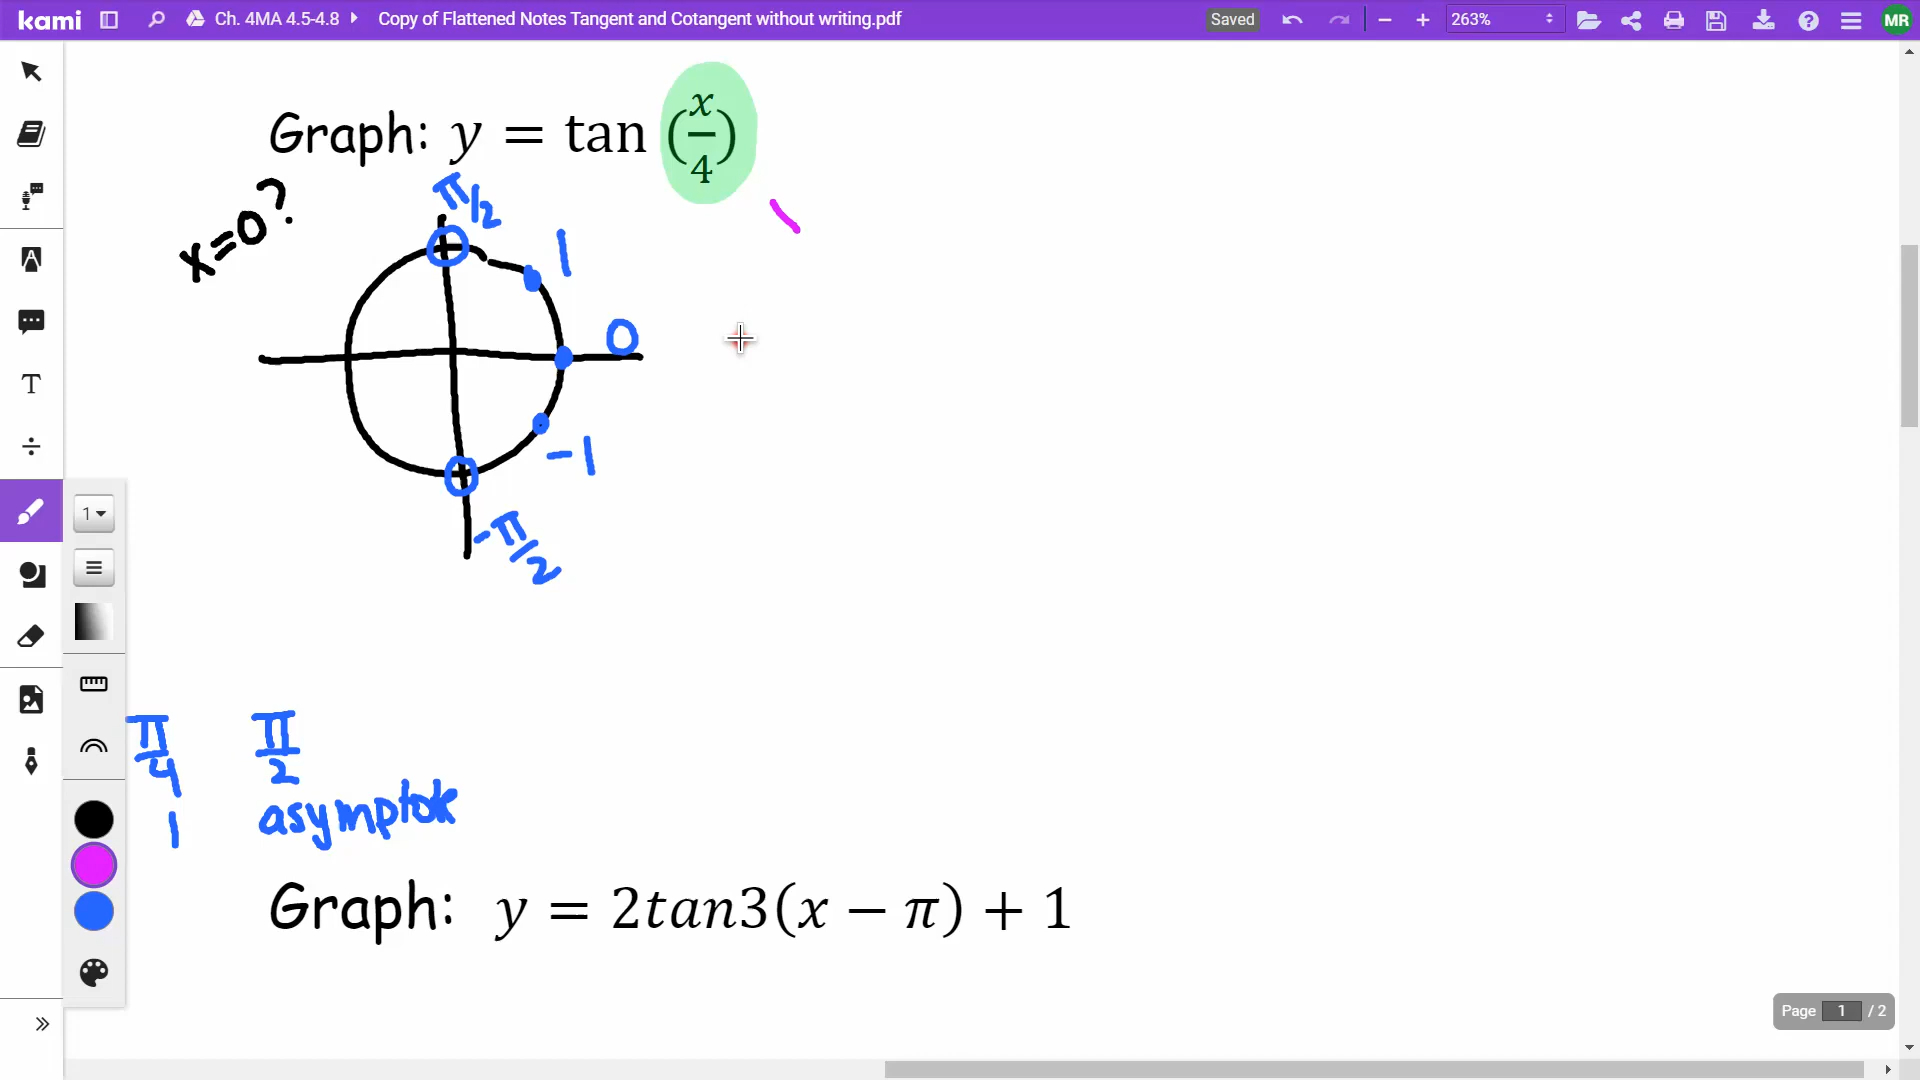 kami Ch. 4MA 4.5-4.8 Copy of Flattened Notes Tangent and Cotangent without writing.pdf Saved 263% MR
Graph: y = tan (x/4)
x=0?
π/2
1
0
-1
-π/2
T
1
π/4 π/2
1 asymptote
Graph: y = 2tan3(x − π) + 1
Page 1 / 2